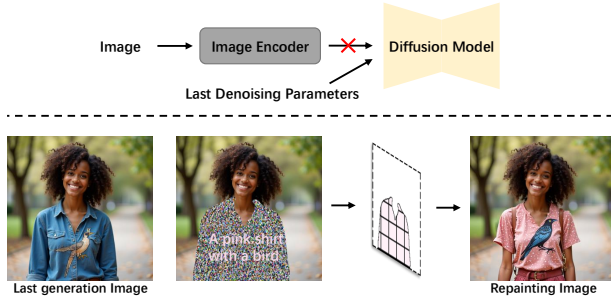 Image
Image Encoder
Diffusion Model
Last Denoising Parameters
A pink shirt
with a bird.
Last generation Image
Repainting Image